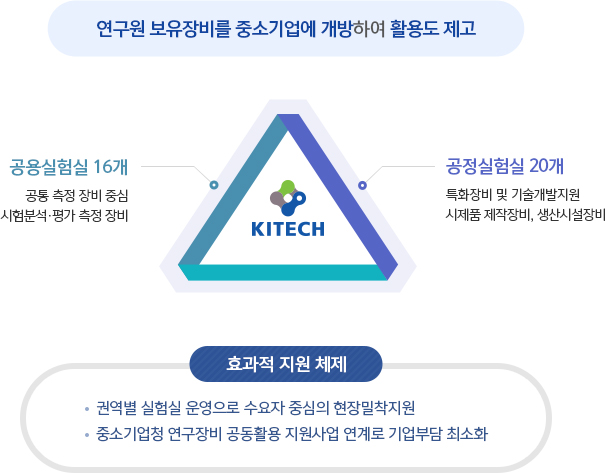 연구원 보유장비를 중소기업에 개방하여 활용도 제고
공용실험실 16개
공통 측정 장비 중심
시험분석·평가 측정 장비
공정실험실 20개
특화장비 및 기술개발지원
시제품 제작장비, 생산시설장비
KITECH
효과적 지원 체제
• 권역별 실험실 운영으로 수요자 중심의 현장밀착지원
• 중소기업청 연구장비 공동활용 지원사업 연계로 기업부담 최소화